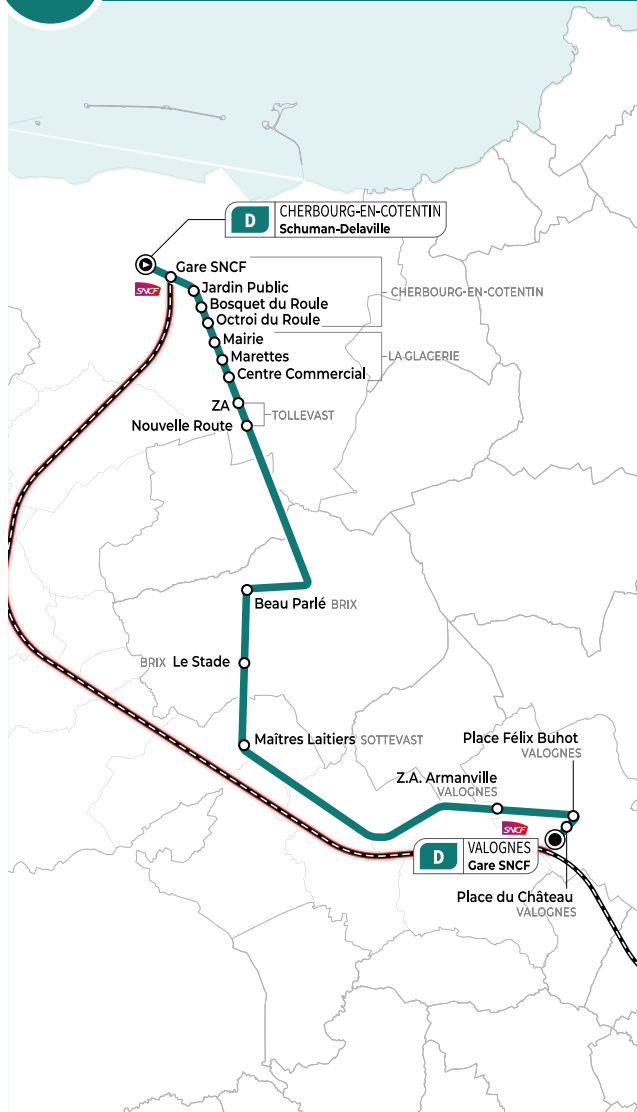 D
CHERBOURG-EN-COTENTIN
Schuman-Delaville
Gare SNCF
SNCF
Jardin Public
CHERBOURG-EN-COTENTIN
Bosquet du Roule
Octroi du Roule
Mairie
Marettes
LA GLACERIE
Centre Commercial
ZA
TOLLEVAST
Nouvelle Route
Beau Parlé BRIX
BRIX Le Stade
Maîtres Laitiers SOTTEVAST
Place Félix Buhot
VALOGNES
Z.A. Armanville
VALOGNES
SNCF
D
VALOGNES
Gare SNCF
Place du Château
VALOGNES